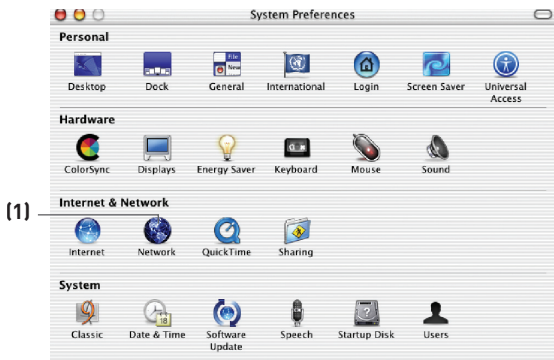 System Preferences
Personal
Desktop Dock General International Login Screen Saver Universal Access
Hardware
ColorSync Displays Energy Saver Keyboard Mouse Sound
(1)
Internet & Network
Internet Network QuickTime Sharing
System
Classic Date & Time Software Update Speech Startup Disk Users